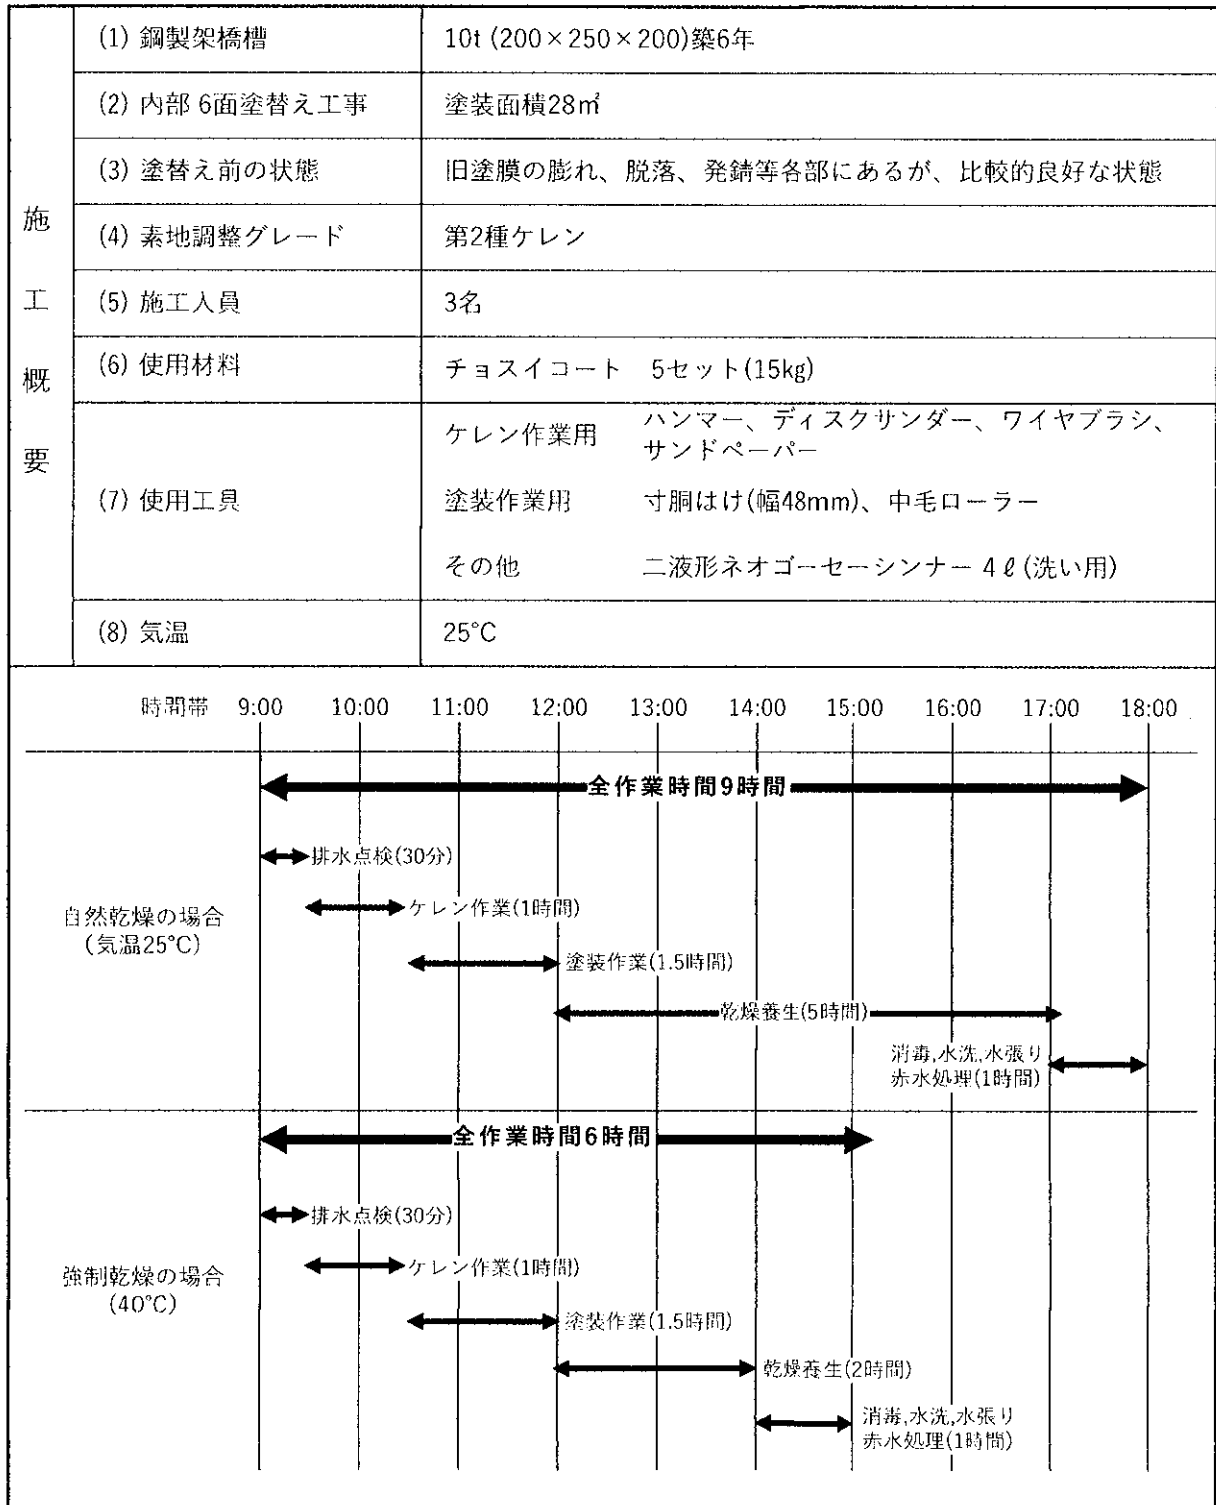 施工概要
(1) 鋼製架橋槽 10t (200×250×200)築6年
(2) 内部 6面塗替え工事 塗装面積28㎡
(3) 塗替え前の状態 旧塗膜の膨れ、脱落、発錆等各部にあるが、比較的良好な状態
(4) 素地調整グレード 第2種ケレン
(5) 施工人員 3名
(6) 使用材料 チョスイコート 5セット(15kg)
(7) 使用工具
ケレン作業用 ハンマー、ディスクサンダー、ワイヤブラシ、
サンドペーパー
塗装作業用 寸胴はけ(幅48mm)、中毛ローラー
その他 二液形ネオゴーセーシンナー 4ℓ(洗い用)
(8) 気温 25°C
時間帯 9:00 10:00 11:00 12:00 13:00 14:00 15:00 16:00 17:00 18:00
全作業時間9時間
自然乾燥の場合
(気温25°C)
排水点検(30分)
ケレン作業(1時間)
塗装作業(1.5時間)
乾燥養生(5時間)
消毒,水洗,水張り
赤水処理(1時間)
全作業時間6時間
強制乾燥の場合
(40°C)
排水点検(30分)
ケレン作業(1時間)
塗装作業(1.5時間)
乾燥養生(2時間)
消毒,水洗,水張り
赤水処理(1時間)